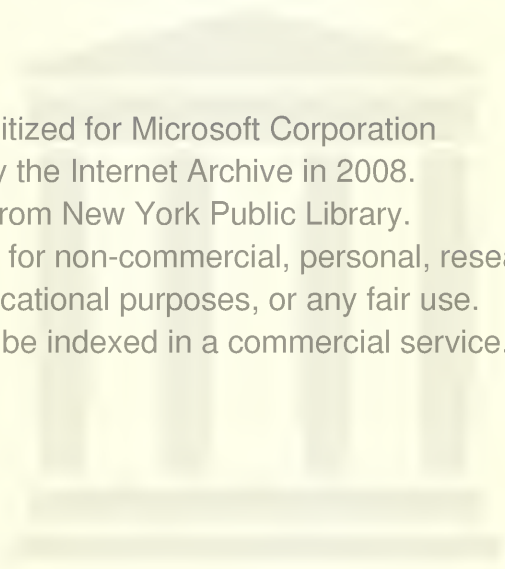 itized for Microsoft Corporation
y the Internet Archive in 2008.
rom New York Public Library.
for non-commercial, personal, resea
cational purposes, or any fair use.
be indexed in a commercial service.